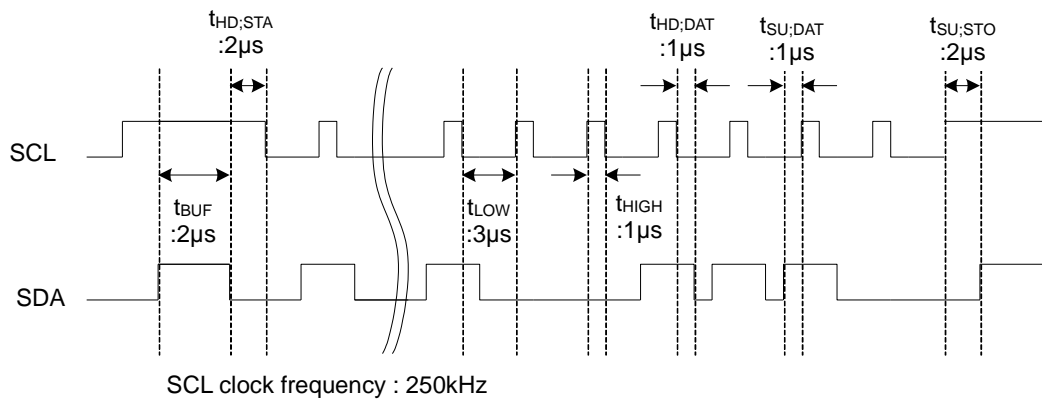 tHD;STA
:2µs
tHD;DAT
:1µs
tSU;DAT
:1µs
tSU;STO
:2µs
SCL
tBUF
:2µs
tLOW
:3µs
tHIGH
:1µs
SDA
SCL clock frequency : 250kHz